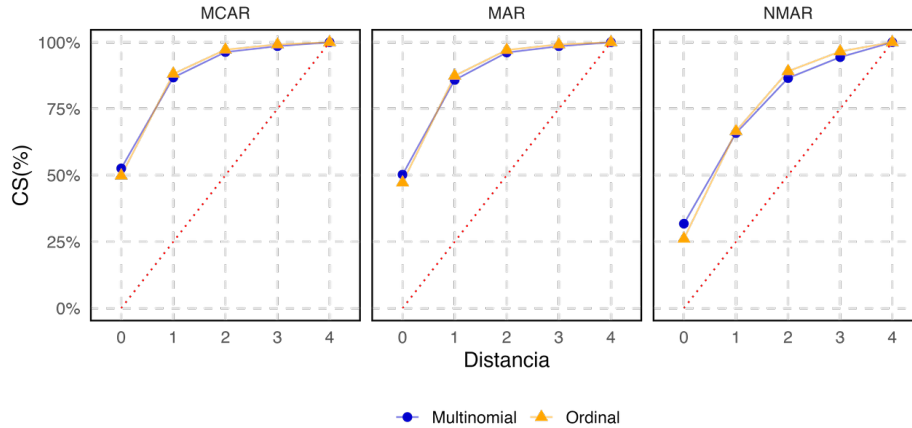 MCAR MAR NMAR
100%
75%
50%
25%
0%
CS(%)
0 1 2 3 4 0 1 2 3 4 0 1 2 3 4
Distancia
Multinomial Ordinal